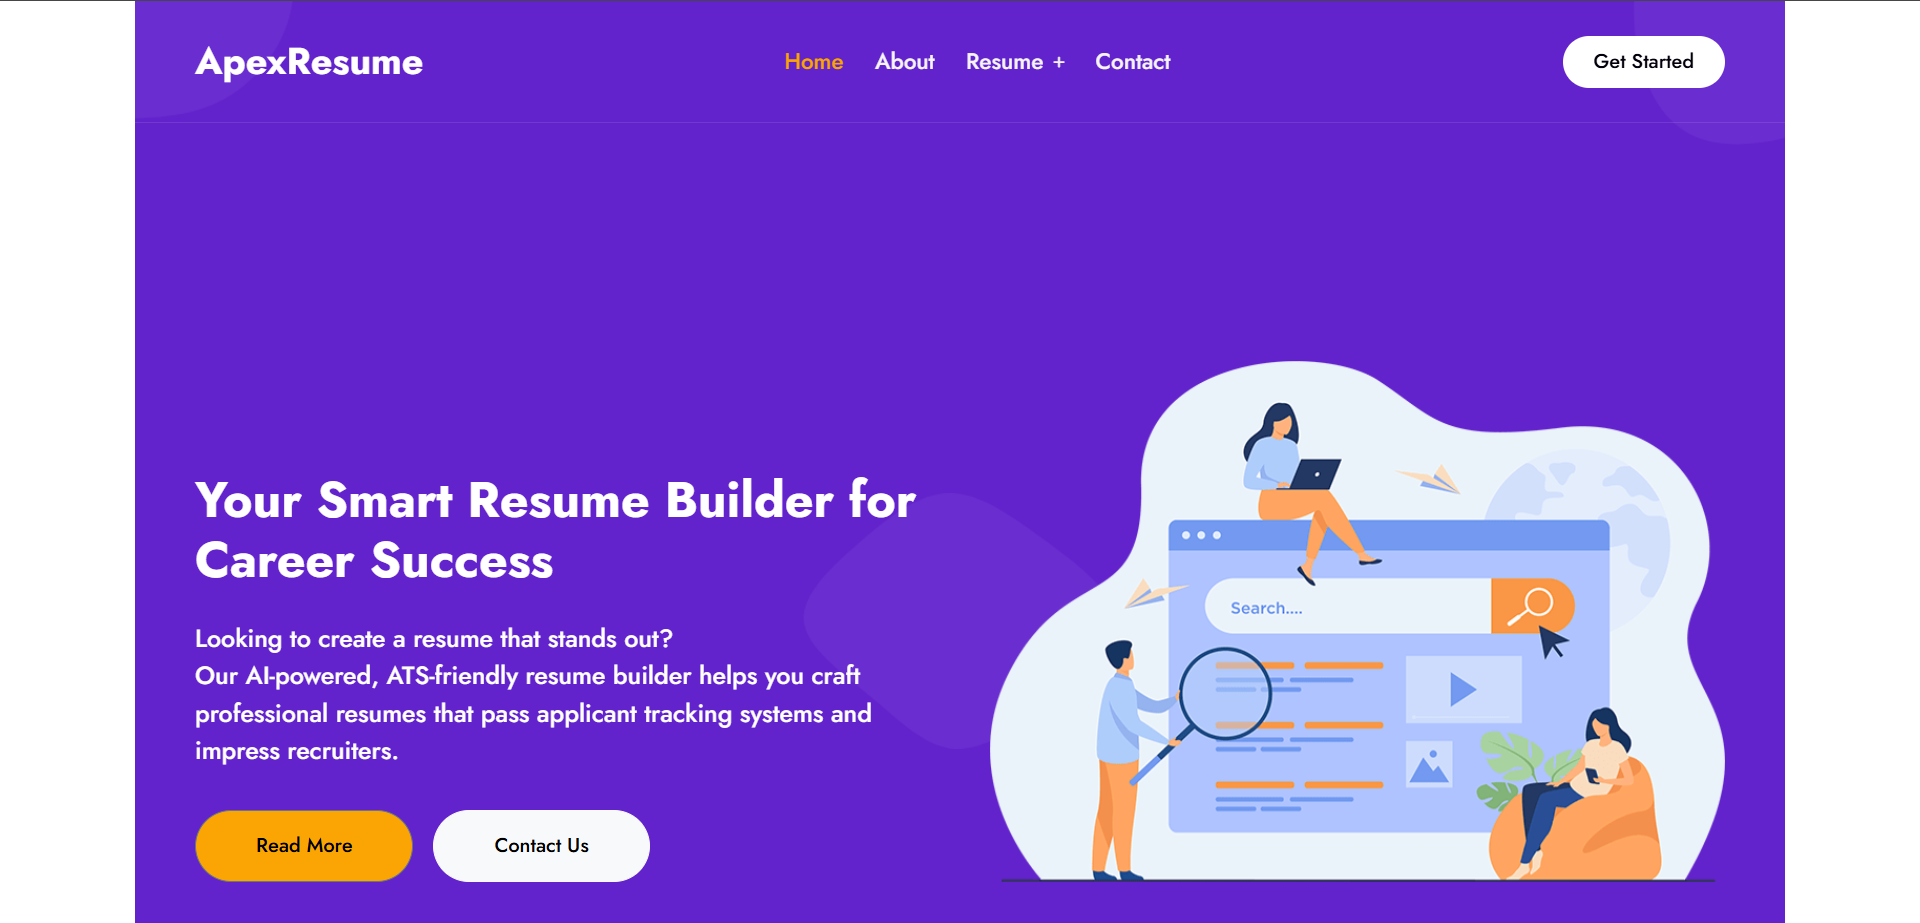 ApexResume
Home About Resume + Contact
Get Started
Your Smart Resume Builder for
Career Success
Looking to create a resume that stands out?
Our AI-powered, ATS-friendly resume builder helps you craft
professional resumes that pass applicant tracking systems and
impress recruiters.
Read More
Contact Us
Search....